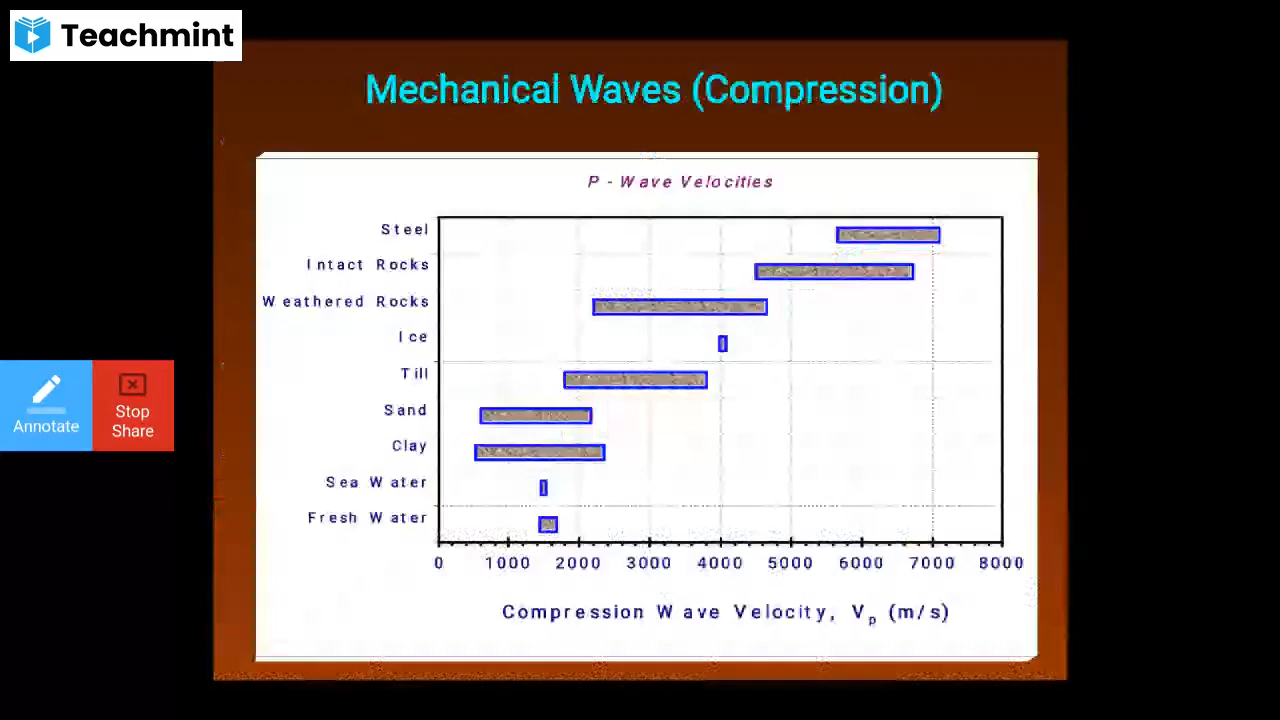 Teachmint
Mechanical Waves (Compression)
P - Wave Velocities
Steel
Intact Rocks
Weathered Rocks
Ice
Till
Sand
Clay
Sea Water
Fresh Water
0 1000 2000 3000 4000 5000 6000 7000 8000
Compression Wave Velocity, Vp (m/s)
Annotate
Stop
Share